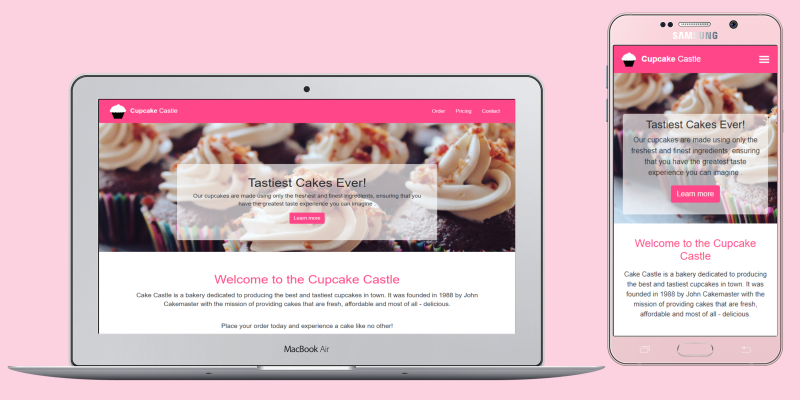 Cupcake Castle
Order Pricing Contact
Tastiest Cakes Ever!
Our cupcakes are made using only the freshest and finest ingredients, ensuring that you
have the greatest taste experience you can imagine .
Learn more
Welcome to the Cupcake Castle
Cake Castle is a bakery dedicated to producing the best and tastiest cupcakes in town. It was founded in 1988 by John
Cakemaster with the mission of providing cakes that are fresh, affordable and most of all - delicious.
Place your order today and experience a cake like no other!
MacBook Air
SAMSUNG
Cupcake Castle
Tastiest Cakes Ever!
Our cupcakes are made using only the
freshest and finest ingredients, ensuring
that you have the greatest taste
experience you can imagine .
Learn more
Welcome to the Cupcake
Castle
Cake Castle is a bakery dedicated to producing
the best and tastiest cupcakes in town. It was
founded in 1988 by John Cakemaster with the
mission of providing cakes that are fresh,
affordable and most of all - delicious.